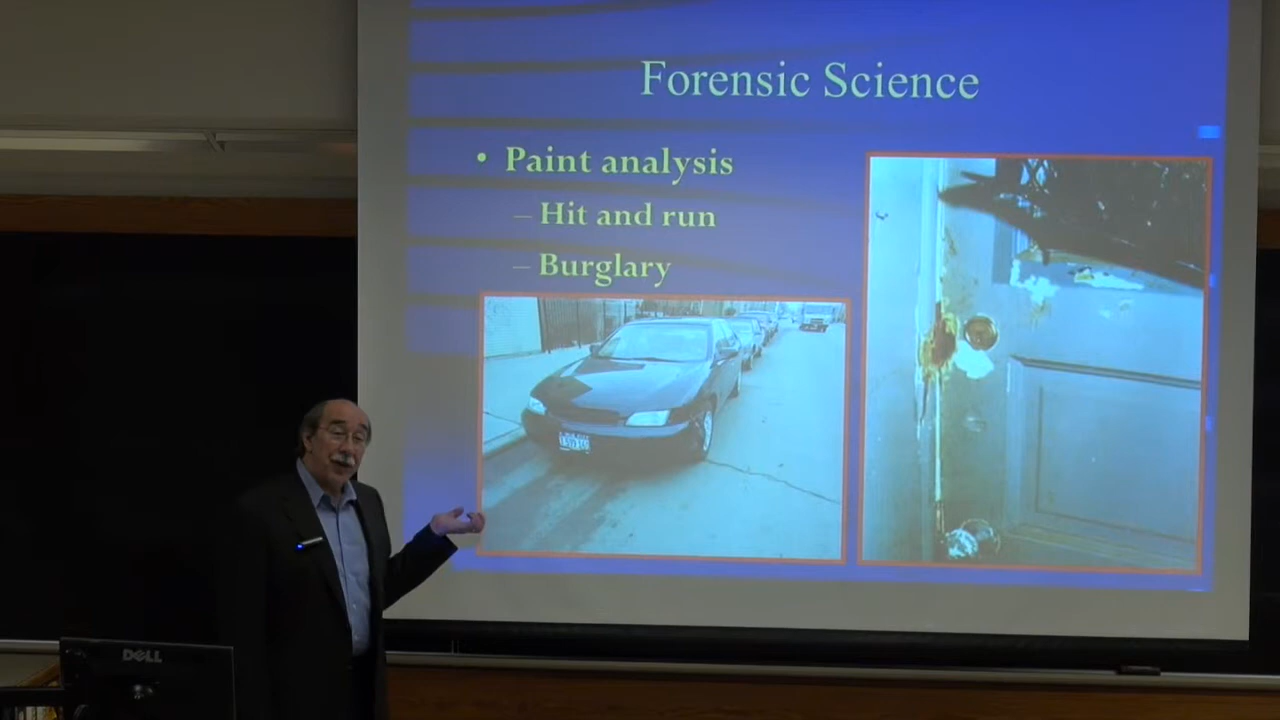 Forensic Science
• Paint analysis
– Hit and run
– Burglary
DELL